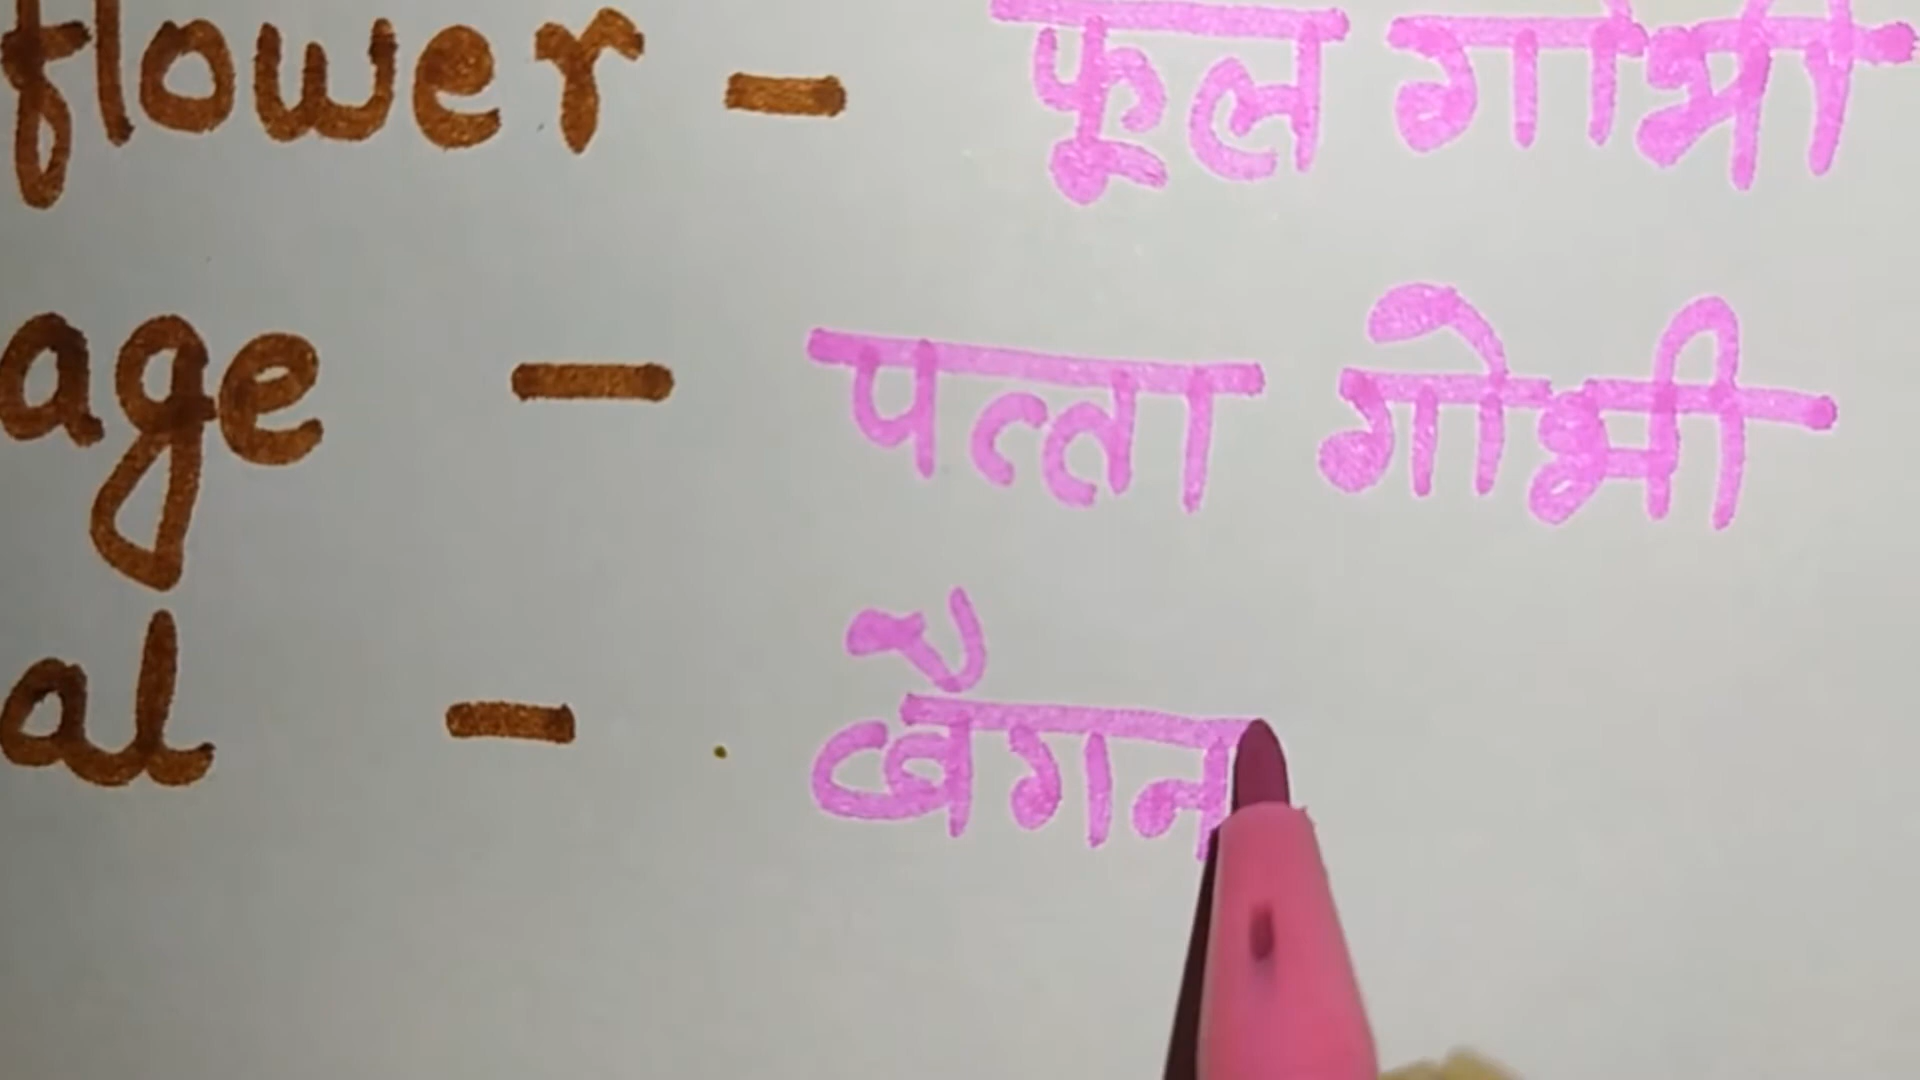 flower - फूल गोभी
age - पत्ता गोभी
al - बैगन